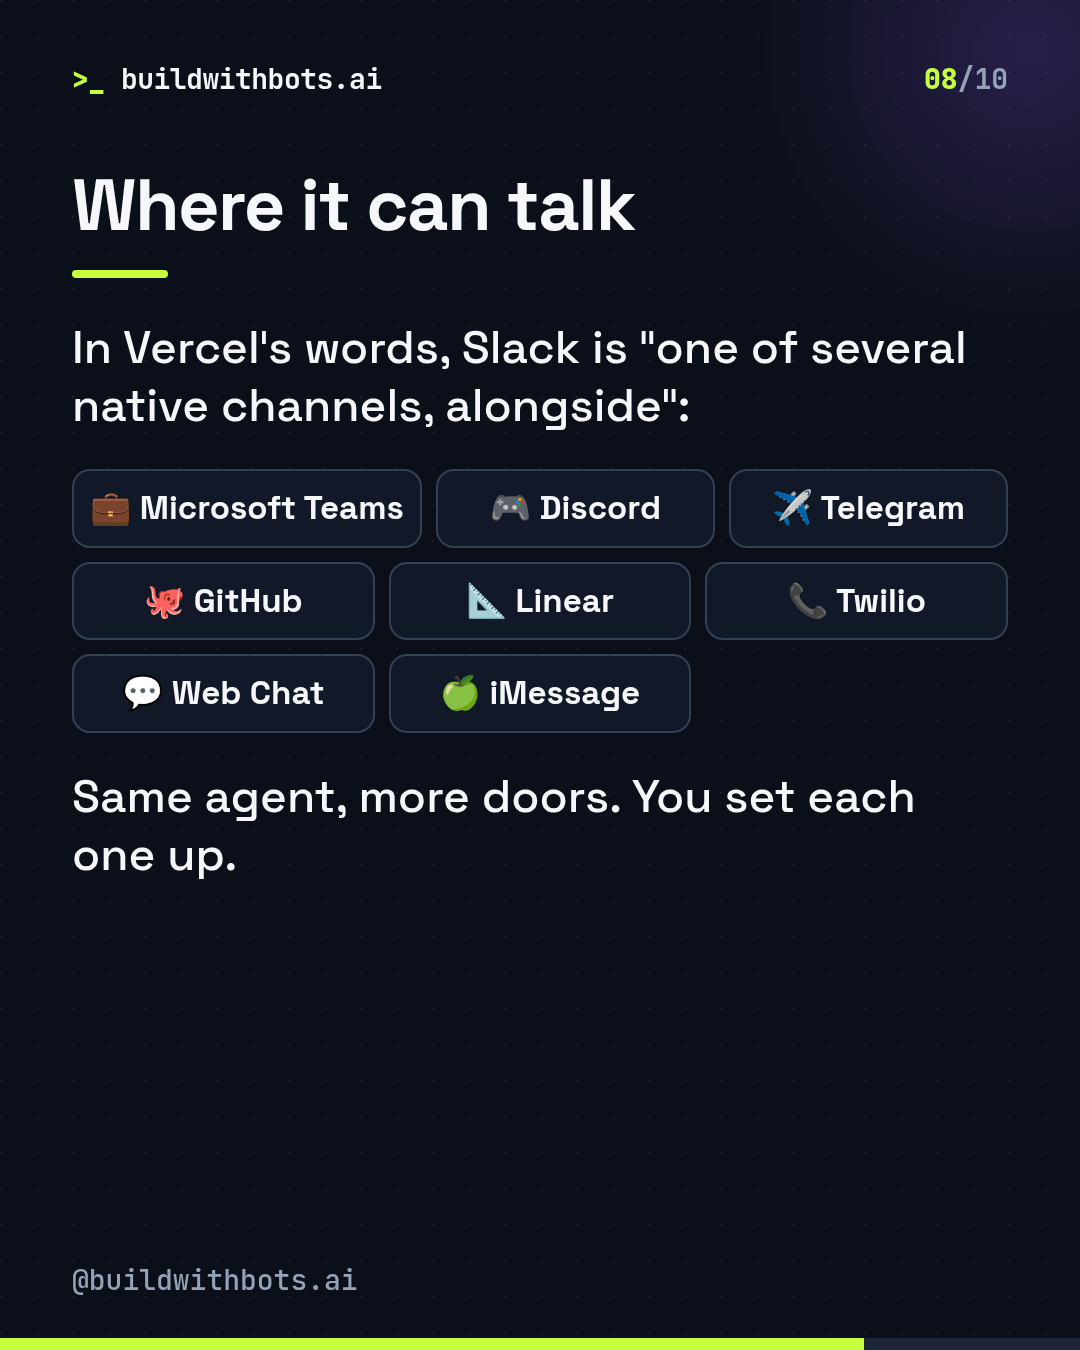 >_ buildwithbots.ai
08/10
Where it can talk
In Vercel's words, Slack is "one of several
native channels, alongside":
💼 Microsoft Teams
🎮 Discord
✈️ Telegram
🐙 GitHub
📐 Linear
📞 Twilio
💬 Web Chat
🍏 iMessage
Same agent, more doors. You set each
one up.
@buildwithbots.ai